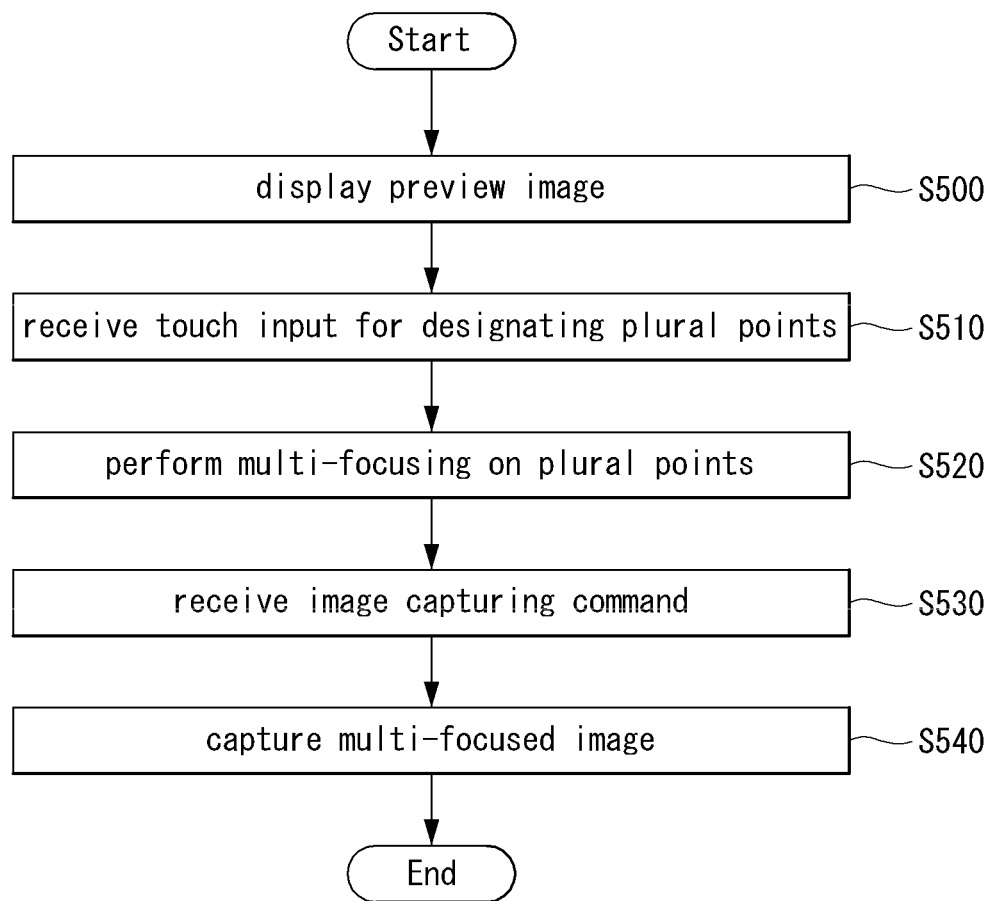 Start
display preview image
S500
receive touch input for designating plural points
S510
perform multi-focusing on plural points
S520
receive image capturing command
S530
capture multi-focused image
S540
End